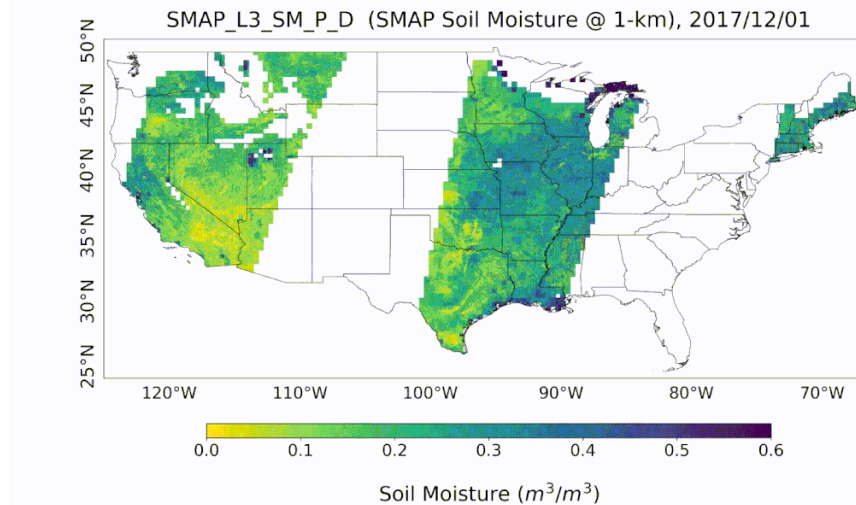 SMAP_L3_SM_P_D (SMAP Soil Moisture @ 1-km), 2017/12/01
50°N
45°N
40°N
35°N
30°N
25°N
120°W 110°W 100°W 90°W 80°W 70°W
0.0 0.1 0.2 0.3 0.4 0.5 0.6
Soil Moisture (m³/m³)